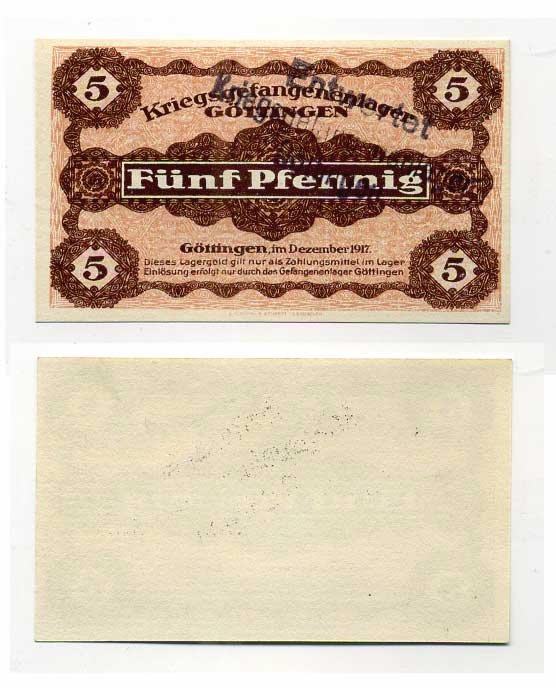 5 5
Kriegsgefangenenlager
GÖTTINGEN
Entwertet
Fünf Pfennig
Göttingen, im Dezember 1917.
5 5
Dieses Lagergeld gilt nur als Zahlungsmittel im Lager
Einlösung erfolgt nur durch das Gefangenenlager Göttingen